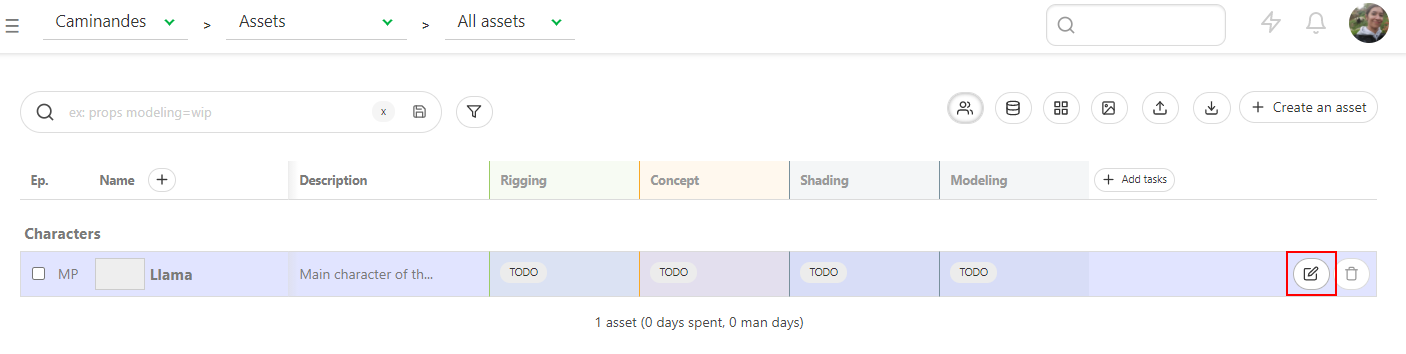 Caminandes > Assets > All assets
ex: props modeling=wip x Create an asset
Ep. Name Description Rigging Concept Shading Modeling Add tasks
Characters
MP Llama Main character of th... TODO TODO TODO TODO
1 asset (0 days spent, 0 man days)